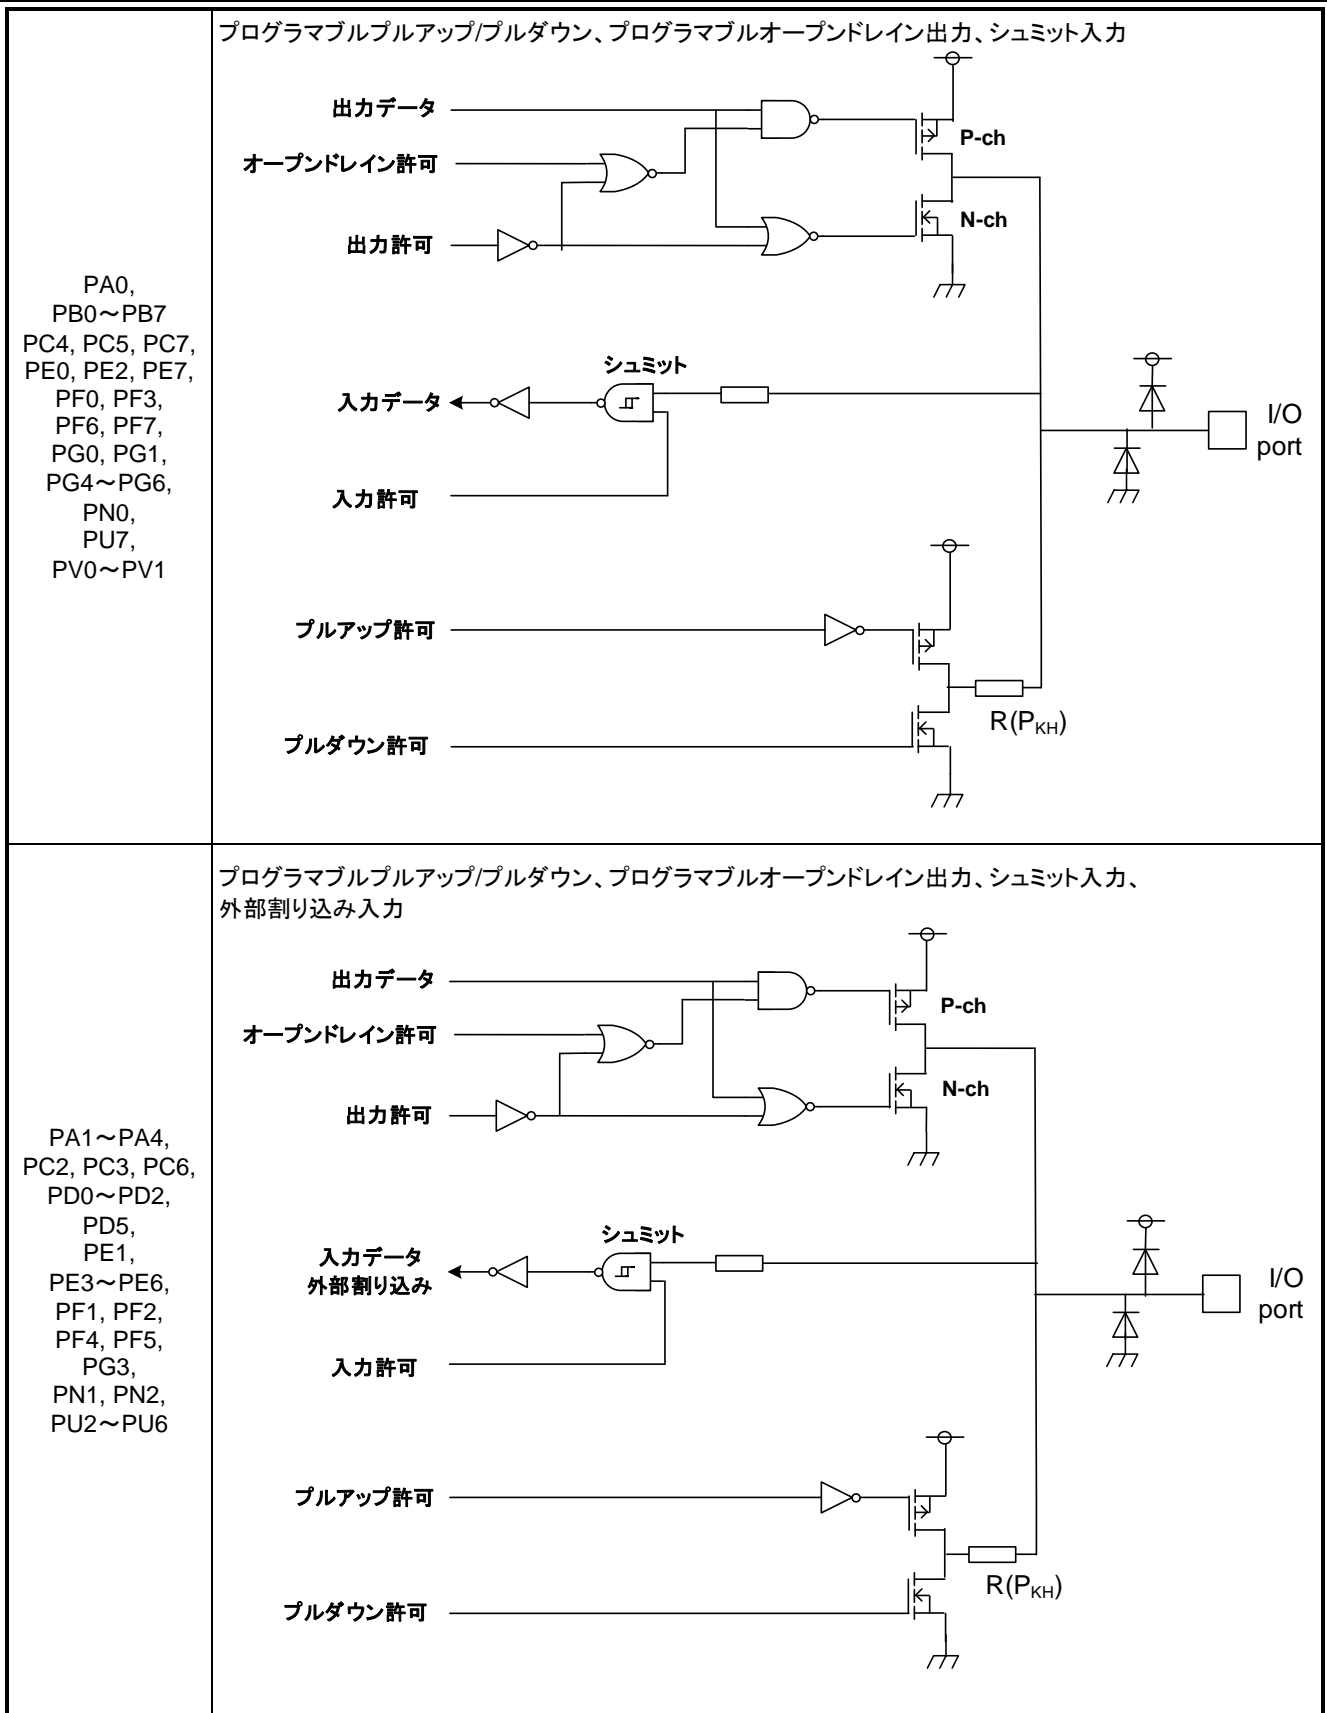 プログラマブルプルアップ/プルダウン、プログラマブルオープンドレイン出力、シュミット入力
出力データ
P-ch
オープンドレイン許可
N-ch
出力許可
PA0,
PB0～PB7
PC4, PC5, PC7,
PE0, PE2, PE7,
PF0, PF3,
PF6, PF7,
PG0, PG1,
PG4～PG6,
PN0,
PU7,
PV0～PV1
シュミット
入力データ
I/O
port
入力許可
プルアップ許可
R(PKH)
プルダウン許可
プログラマブルプルアップ/プルダウン、プログラマブルオープンドレイン出力、シュミット入力、
外部割り込み入力
出力データ
P-ch
オープンドレイン許可
N-ch
出力許可
PA1～PA4,
PC2, PC3, PC6,
PD0～PD2,
PD5,
PE1,
PE3～PE6,
PF1, PF2,
PF4, PF5,
PG3,
PN1, PN2,
PU2～PU6
シュミット
入力データ
外部割り込み
I/O
port
入力許可
プルアップ許可
R(PKH)
プルダウン許可